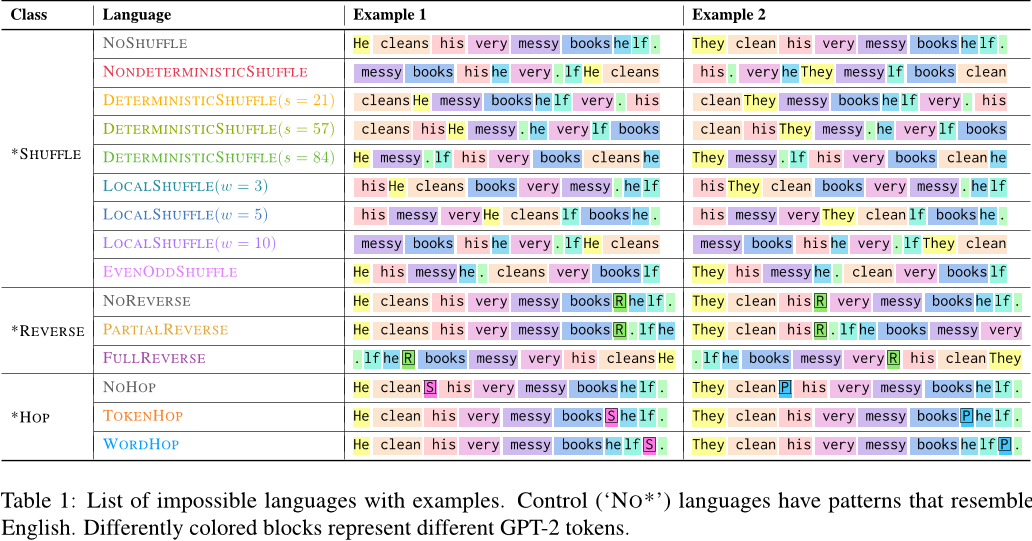 Class Language Example 1 Example 2
NOSHUFFLE He cleans his very messy books he lf . They clean his very messy books he lf .
NONDETERMINISTICSHUFFLE messy books his he very . lf He cleans his . very he They messy lf books clean
DETERMINISTICSHUFFLE(s = 21) cleans He messy books he lf very . his clean They messy books he lf very . his
DETERMINISTICSHUFFLE(s = 57) cleans his He messy . he very lf books clean his They messy . he very lf books
*SHUFFLE DETERMINISTICSHUFFLE(s = 84) He messy . lf his very books cleans he They messy . lf his very books clean he
LOCALSHUFFLE(w = 3) his He cleans books very messy . he lf his They clean books very messy . he lf
LOCALSHUFFLE(w = 5) his messy very He cleans lf books he . his messy very They clean lf books he .
LOCALSHUFFLE(w = 10) messy books his he very . lf He cleans messy books his he very . lf They clean
EVENODDSHUFFLE He his messy he . cleans very books lf They his messy he . clean very books lf
NOREVERSE He cleans his very messy books R he lf . They clean his R very messy books he lf .
*REVERSE PARTIALREVERSE He cleans his very messy books R . lf he They clean his R . lf he books messy very
FULLREVERSE . lf he R books messy very his cleans He . lf he books messy very R his clean They
NOHOP He clean S his very messy books he lf . They clean P his very messy books he lf .
*HOP TOKENHOP He clean his very messy books S he lf . They clean his very messy books P he lf .
WORDHOP He clean his very messy books he lf S . They clean his very messy books he lf P .
Table 1: List of impossible languages with examples. Control (‘NO*’) languages have patterns that resemble
English. Differently colored blocks represent different GPT-2 tokens.